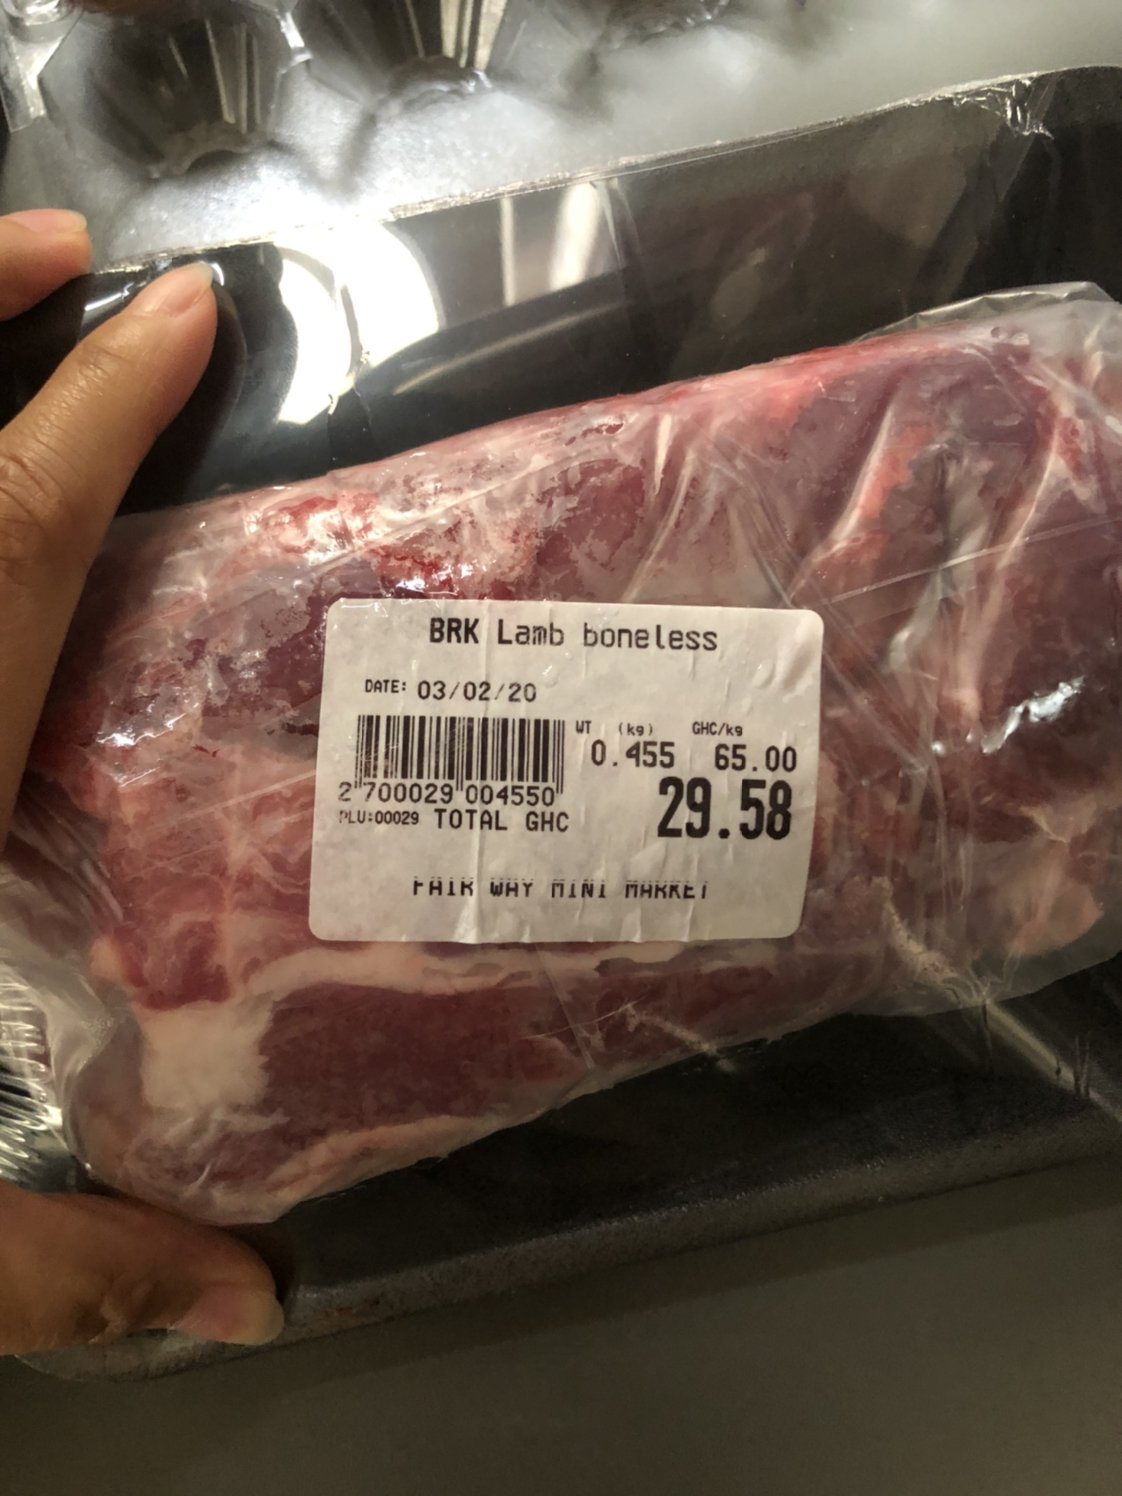 BRK Lamb boneless
DATE: 03/02/20
WT (kg) GHC/kg
0.455 65.00
2 700029 004550
29.58
PLU:00029 TOTAL GHC
FAIR WAY MINI MARKET